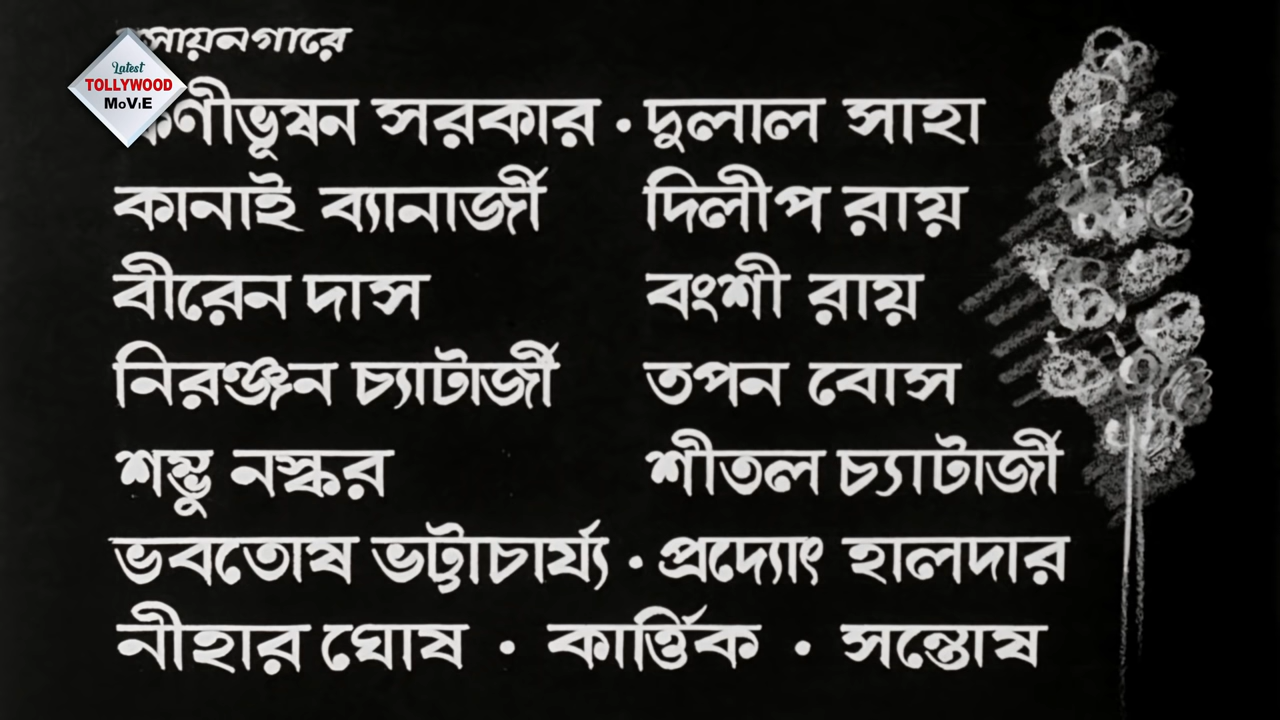 সায়নগারে
Latest
TOLLYWOOD
MoViE
ভূষন সরকার · দুলাল সাহা
কানাই ব্যানার্জী দিলীপ রায়
বীরেন দাস বংশী রায়
নিরঞ্জন চ্যাটার্জী তপন বোস
শম্ভু নস্কর শীতল চ্যাটার্জী
ভবতোষ ভট্টাচার্য্য · প্রদ্যোৎ হালদার
নীহার ঘোষ · কার্ত্তিক · সন্তোষ